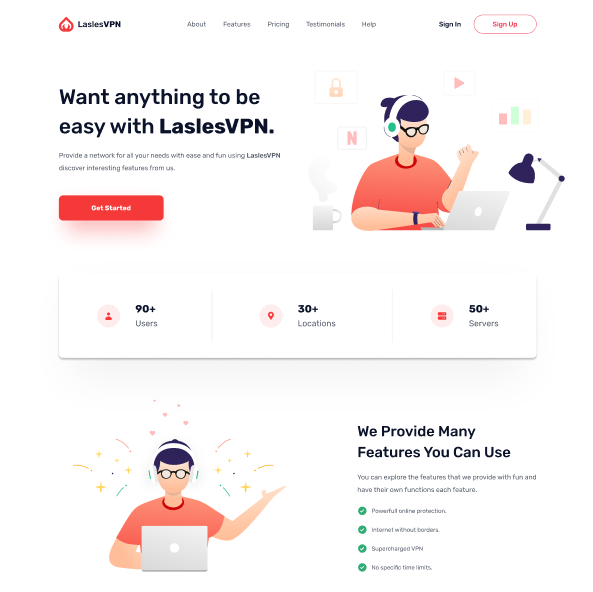 LaslesVPN
About Features Pricing Testimonials Help
Sign In Sign Up
Want anything to be
easy with LaslesVPN.
Provide a network for all your needs with ease and fun using LaslesVPN
discover interesting features from us.
Get Started
N
90+
Users
30+
Locations
50+
Servers
We Provide Many
Features You Can Use
You can explore the features that we provide with fun and
have their own functions each feature.
Powerfull online protection.
Internet without borders.
Supercharged VPN
No specific time limits.